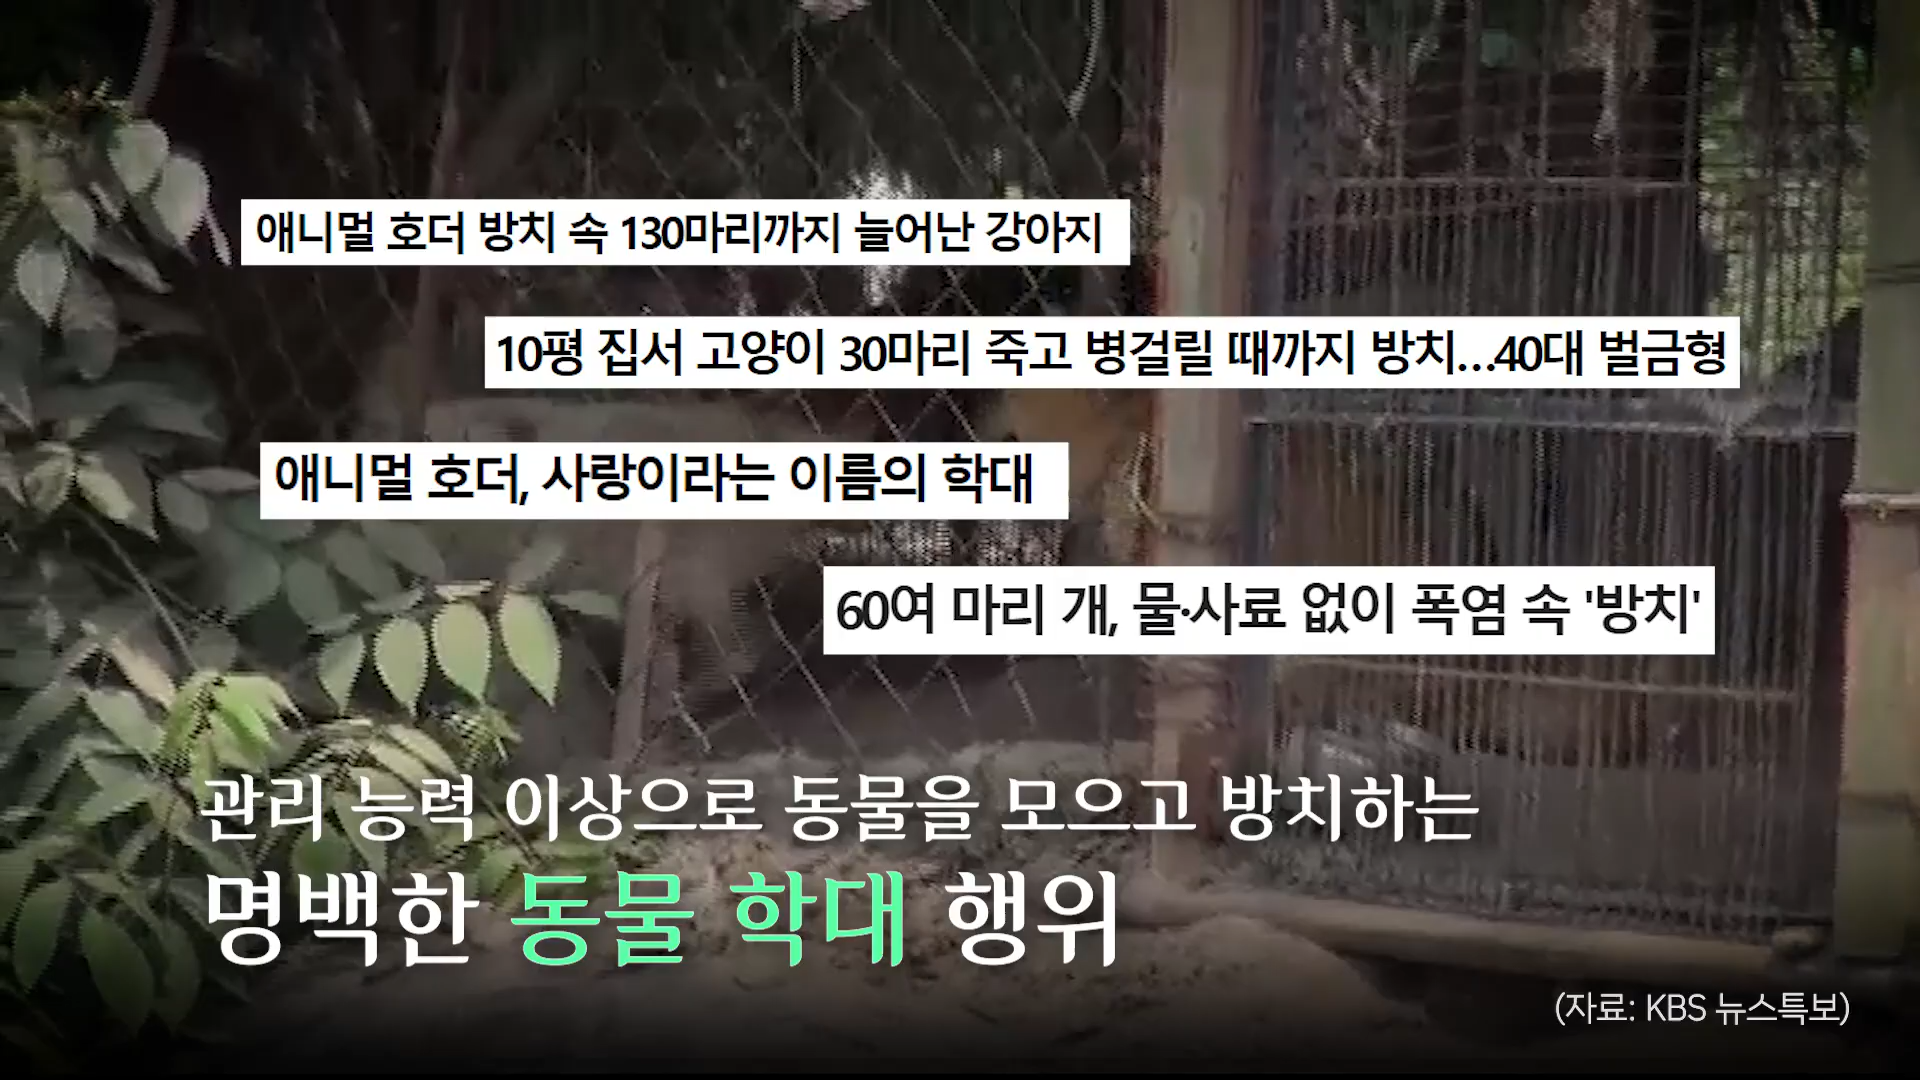 애니멀 호더 방치 속 130마리까지 늘어난 강아지
10평 집서 고양이 30마리 죽고 병걸릴 때까지 방치...40대 벌금형
애니멀 호더, 사랑이라는 이름의 학대
60여 마리 개, 물·사료 없이 폭염 속 '방치'
관리 능력 이상으로 동물을 모으고 방치하는
명백한 동물 학대 행위
(자료: KBS 뉴스특보)